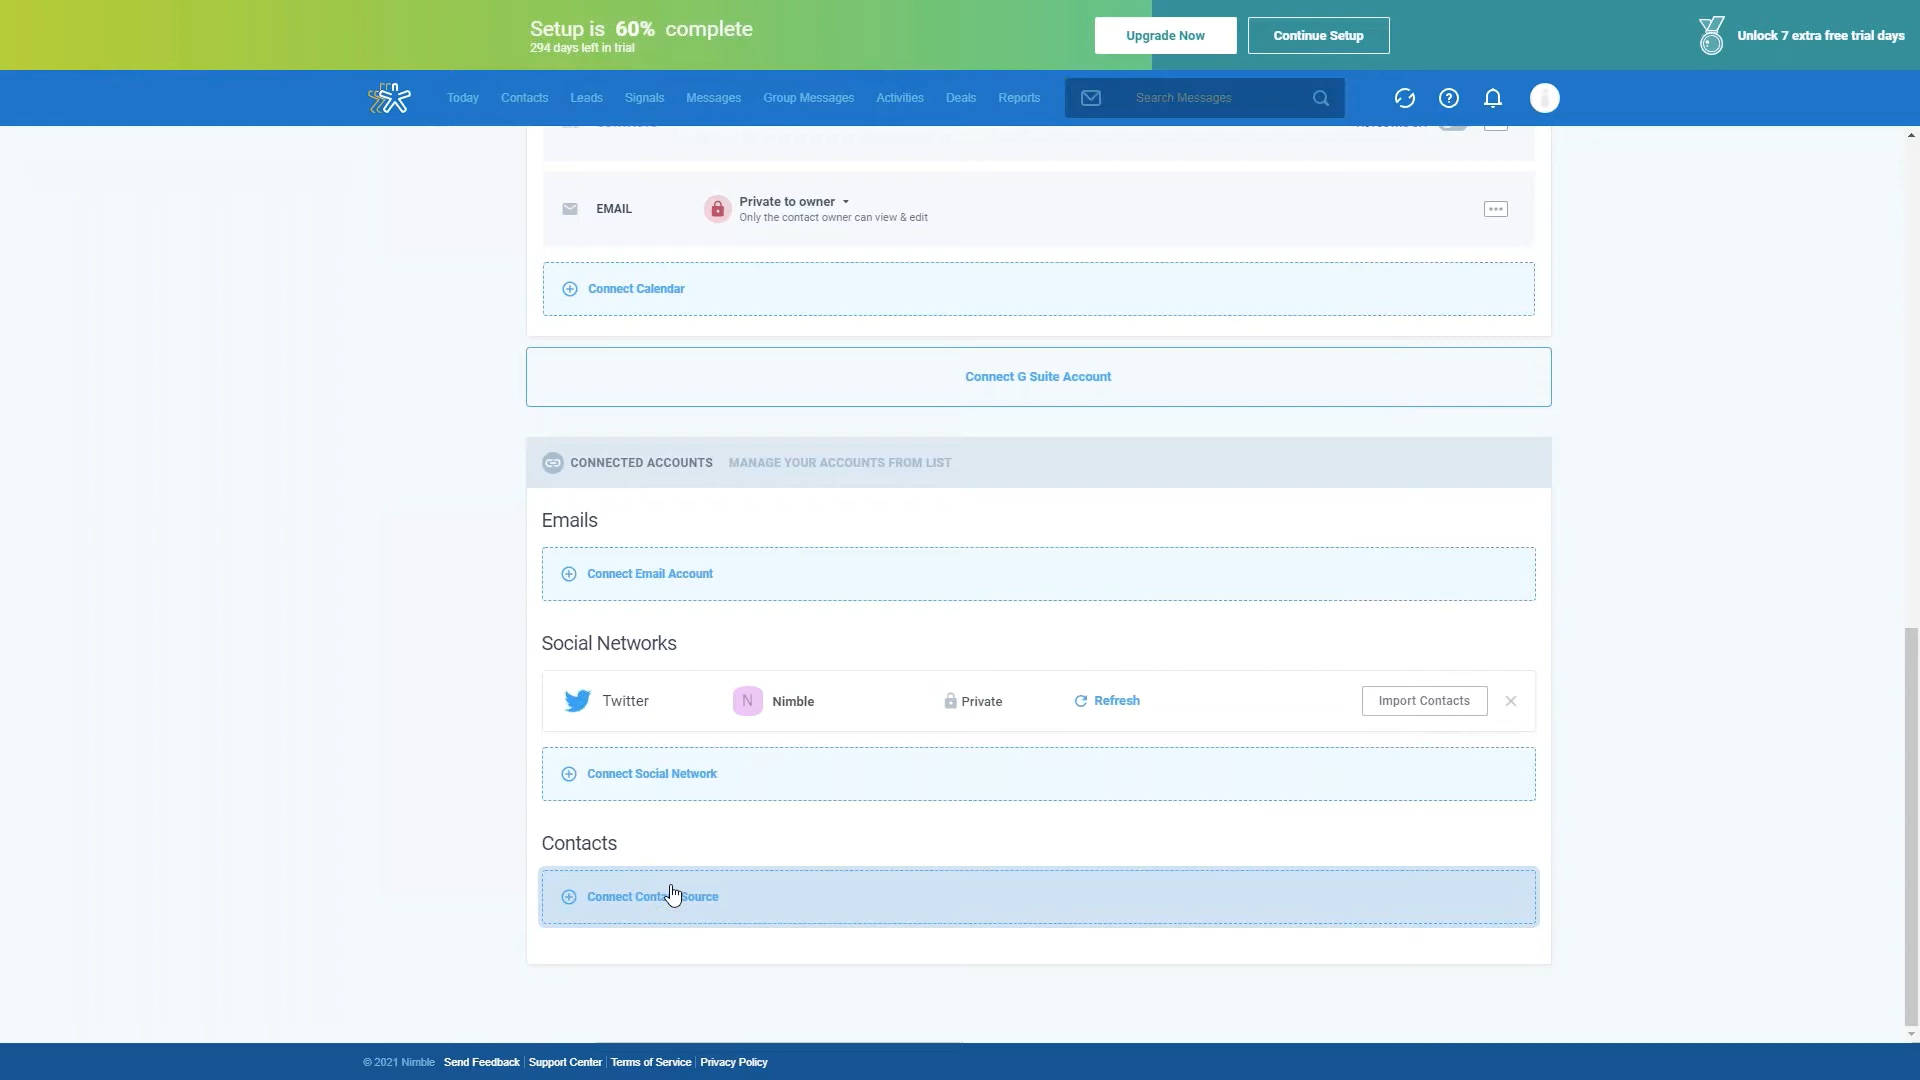 Setup is 60% complete
294 days left in trial
Upgrade Now
Continue Setup
Unlock 7 extra free trial days
Today
Contacts
Leads
Signals
Messages
Group Messages
Activities
Deals
Reports
Search Messages
EMAIL
Private to owner
Only the contact owner can view & edit
Connect Calendar
Connect G Suite Account
CONNECTED ACCOUNTS MANAGE YOUR ACCOUNTS FROM LIST
Emails
Connect Email Account
Social Networks
Twitter
N
Nimble
Private
Refresh
Import Contacts
Connect Social Network
Contacts
Connect Contact Source
© 2021 Nimble Send Feedback | Support Center | Terms of Service | Privacy Policy